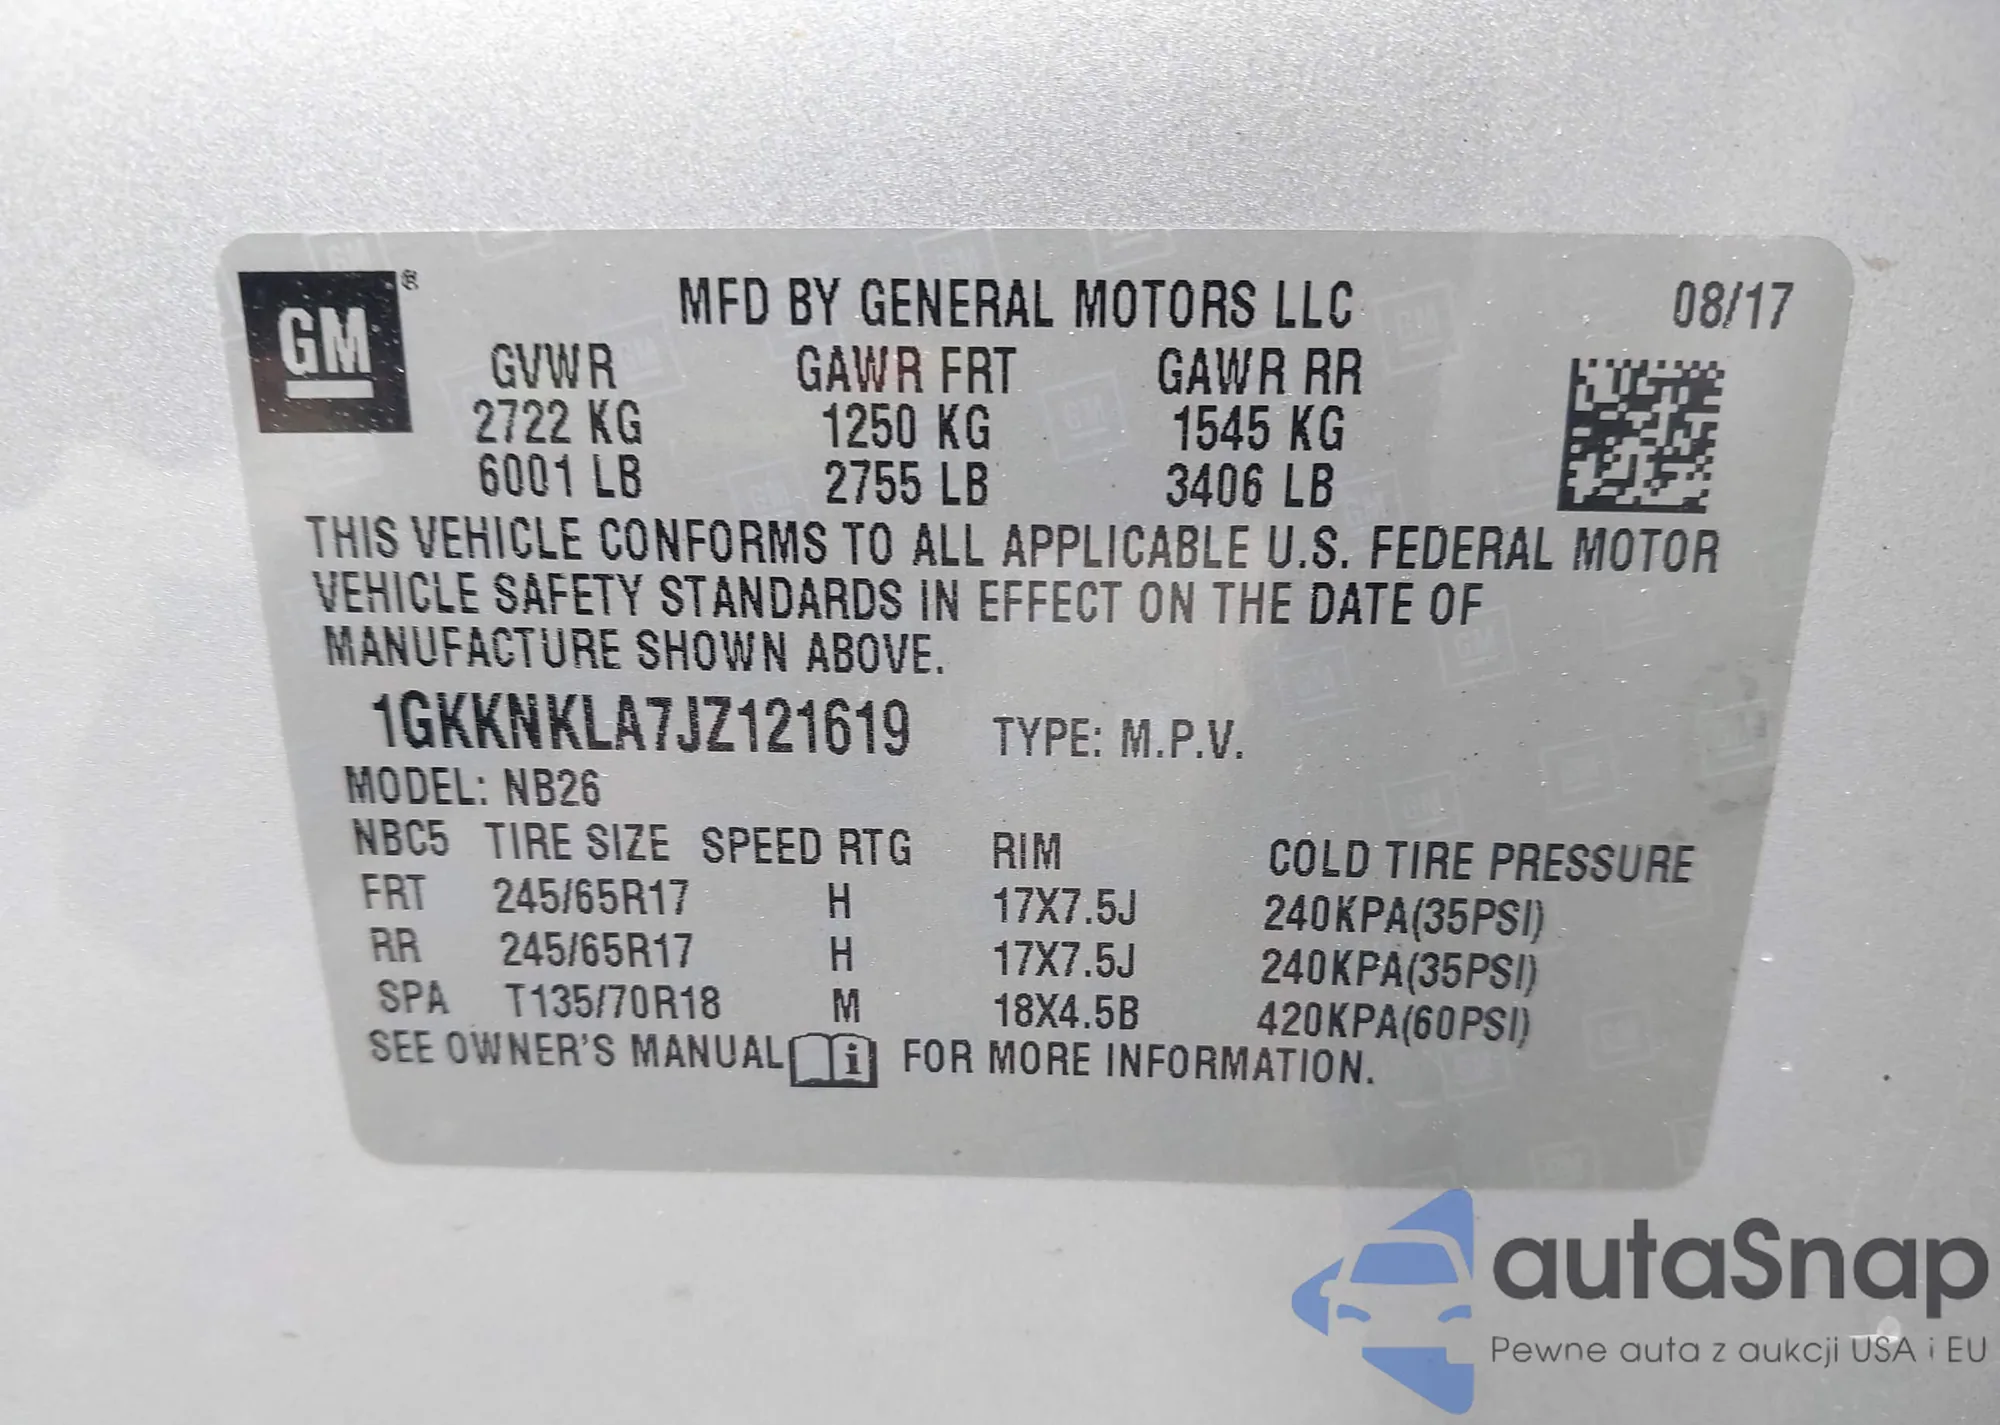 GM®
MFD BY GENERAL MOTORS LLC 08/17
GVWR GAWR FRT GAWR RR
2722 KG 1250 KG 1545 KG
6001 LB 2755 LB 3406 LB
THIS VEHICLE CONFORMS TO ALL APPLICABLE U.S. FEDERAL MOTOR
VEHICLE SAFETY STANDARDS IN EFFECT ON THE DATE OF
MANUFACTURE SHOWN ABOVE.
1GKKNKLA7JZ121619 TYPE: M.P.V.
MODEL: NB26
NBC5 TIRE SIZE SPEED RTG RIM COLD TIRE PRESSURE
FRT 245/65R17 H 17X7.5J 240KPA(35PSI)
RR 245/65R17 H 17X7.5J 240KPA(35PSI)
SPA T135/70R18 M 18X4.5B 420KPA(60PSI)
SEE OWNER'S MANUAL i FOR MORE INFORMATION.
autaSnap
Pewne auta z aukcji USA i EU